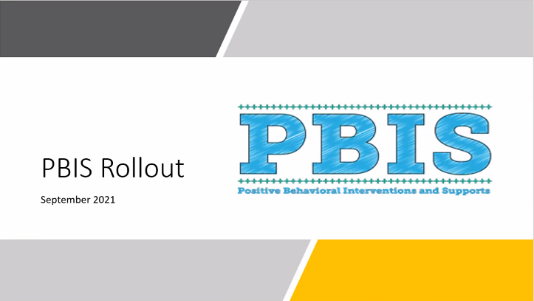 PBIS Rollout
September 2021
PBIS
Positive Behavioral Interventions and Supports